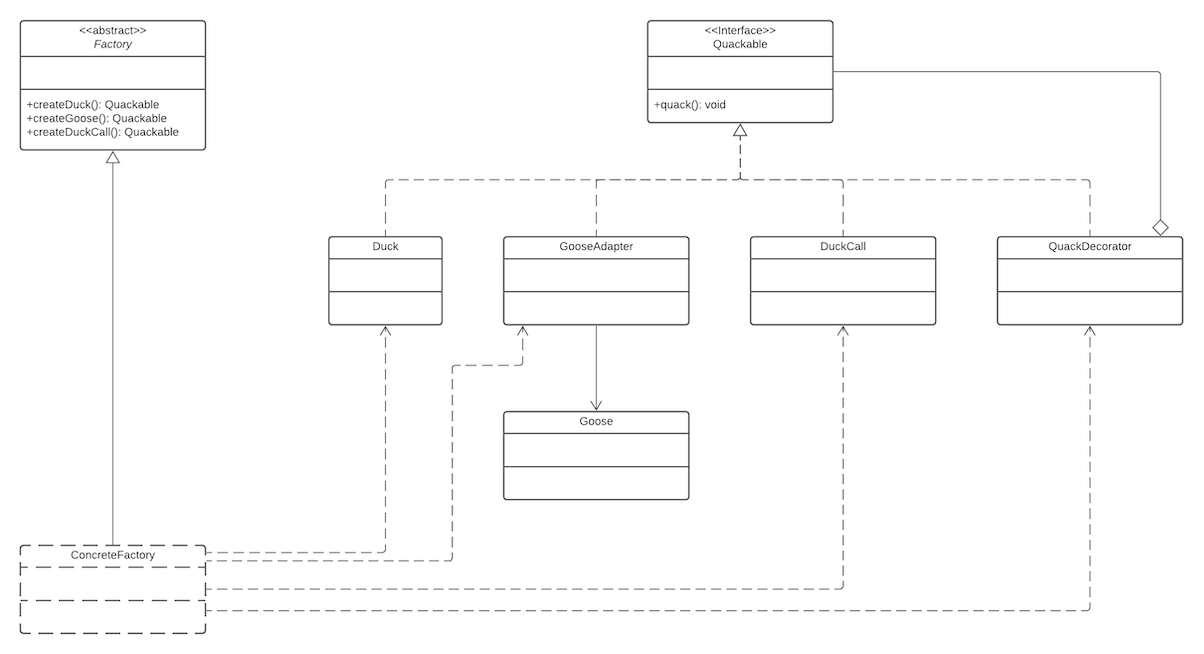 <<abstract>>
Factory
+createDuck(): Quackable
+createGoose(): Quackable
+createDuckCall(): Quackable
<<Interface>>
Quackable
+quack(): void
Duck
GooseAdapter
DuckCall
QuackDecorator
Goose
ConcreteFactory